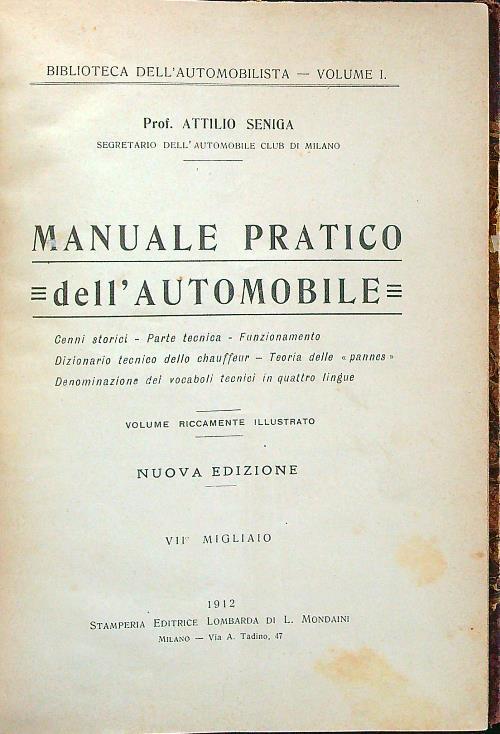 BIBLIOTECA DELL'AUTOMOBILISTA — VOLUME I.
Prof. ATTILIO SENIGA
SEGRETARIO DELL'AUTOMOBILE CLUB DI MILANO
MANUALE PRATICO
≡dell'AUTOMOBILE≡
Cenni storici - Parte tecnica - Funzionamento
Dizionario tecnico dello chauffeur — Teoria delle « pannes »
Denominazione dei vocaboli tecnici in quattro lingue
VOLUME RICCAMENTE ILLUSTRATO
NUOVA EDIZIONE
VII° MIGLIAIO
1912
STAMPERIA EDITRICE LOMBARDA DI L. MONDAINI
MILANO — Via A. Tadino, 47